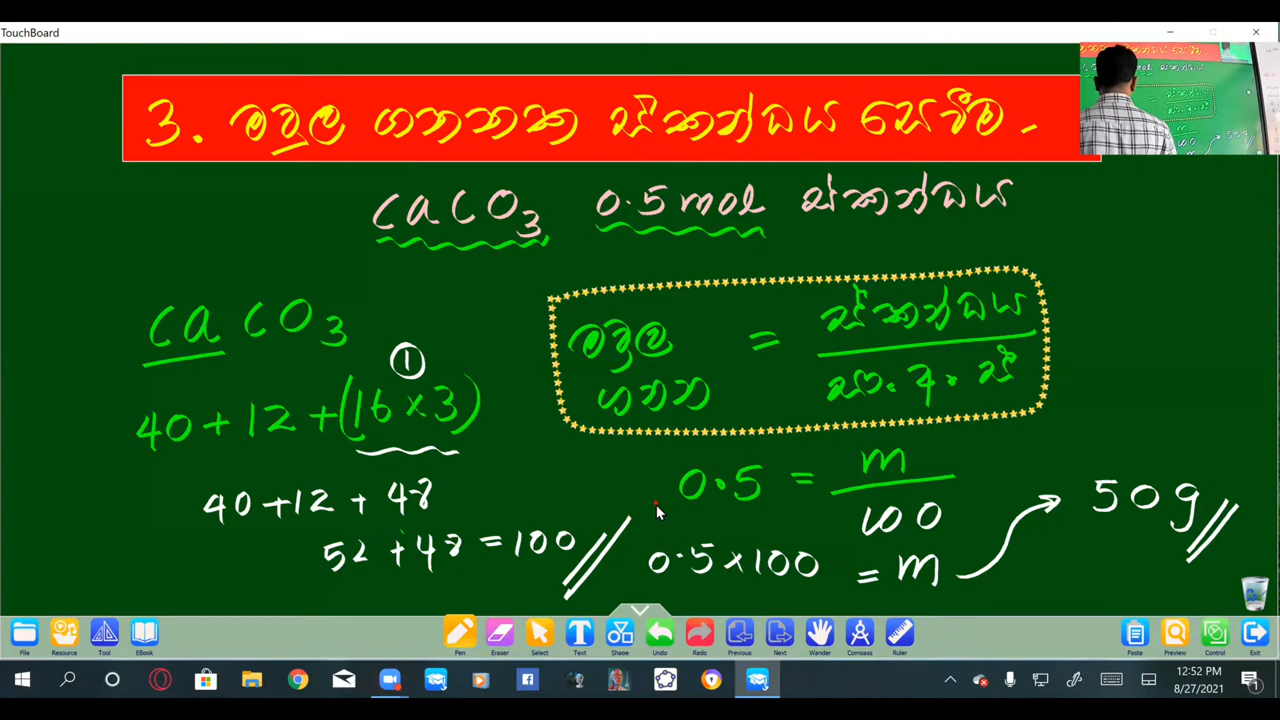 TouchBoard
3. මවුල ගනනක ස්කන්ධය සෙවීම -
CaCO3 0.5mol ස්කන්ධය
CaCO3
1
40+12+(16×3)
40+12 + 48
52 +48 = 100
මවුල ගනන = ස්කන්ධය / සා.අ.ස්
0.5 = m / 100
0.5×100 = m
50g
File Resource Tool EBook Pen Eraser Select Text Shape Undo Redo Previous Next Wander Compass Ruler Paste Preview Control Exit
12:52 PM
8/27/2021